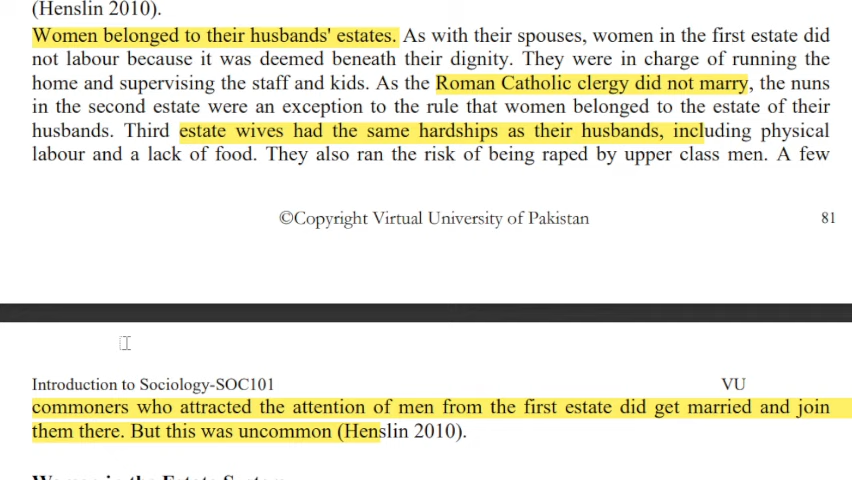 (Henslin 2010).
Women belonged to their husbands' estates. As with their spouses, women in the first estate did
not labour because it was deemed beneath their dignity. They were in charge of running the
home and supervising the staff and kids. As the Roman Catholic clergy did not marry, the nuns
in the second estate were an exception to the rule that women belonged to the estate of their
husbands. Third estate wives had the same hardships as their husbands, including physical
labour and a lack of food. They also ran the risk of being raped by upper class men. A few
©Copyright Virtual University of Pakistan 81
Introduction to Sociology-SOC101 VU
commoners who attracted the attention of men from the first estate did get married and join
them there. But this was uncommon (Henslin 2010).
Women in the Estate System